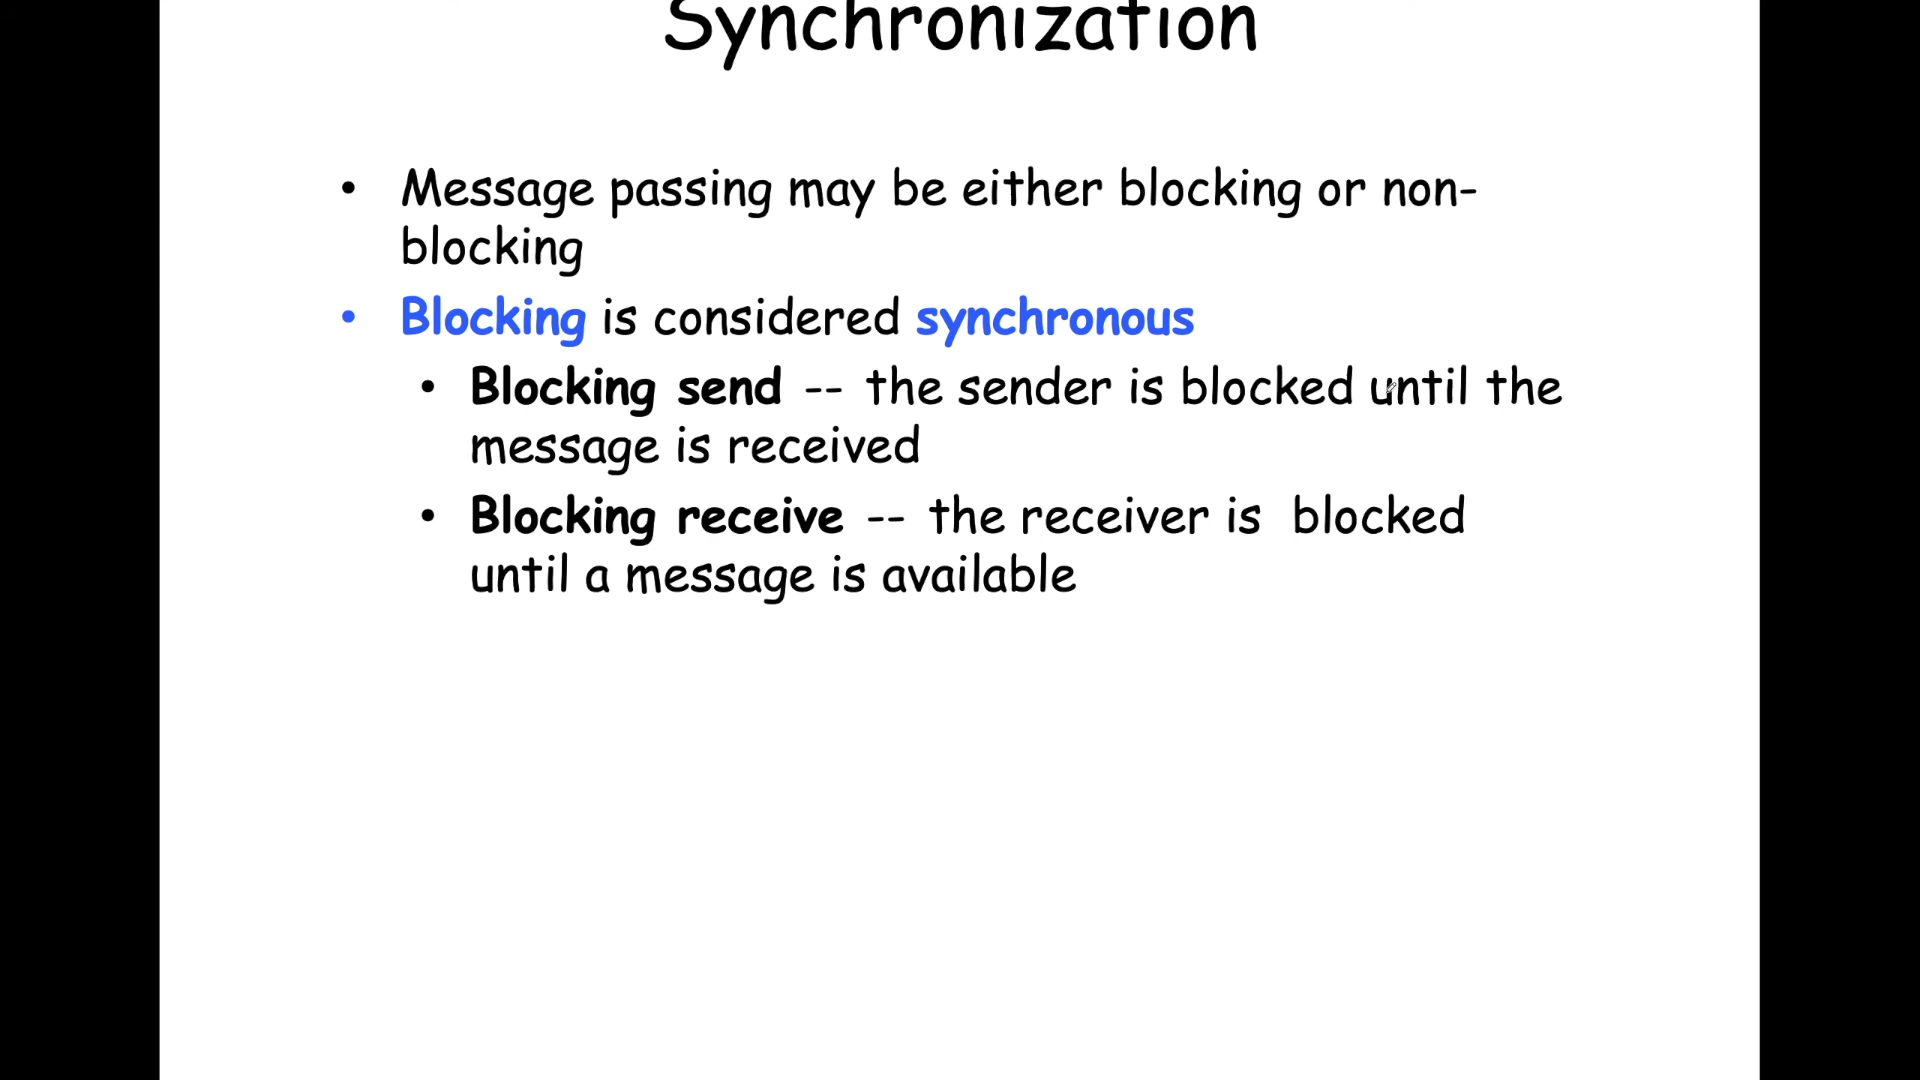 Synchronization
• Message passing may be either blocking or non-
blocking
• Blocking is considered synchronous
• Blocking send -- the sender is blocked until the
message is received
• Blocking receive -- the receiver is  blocked
until a message is available